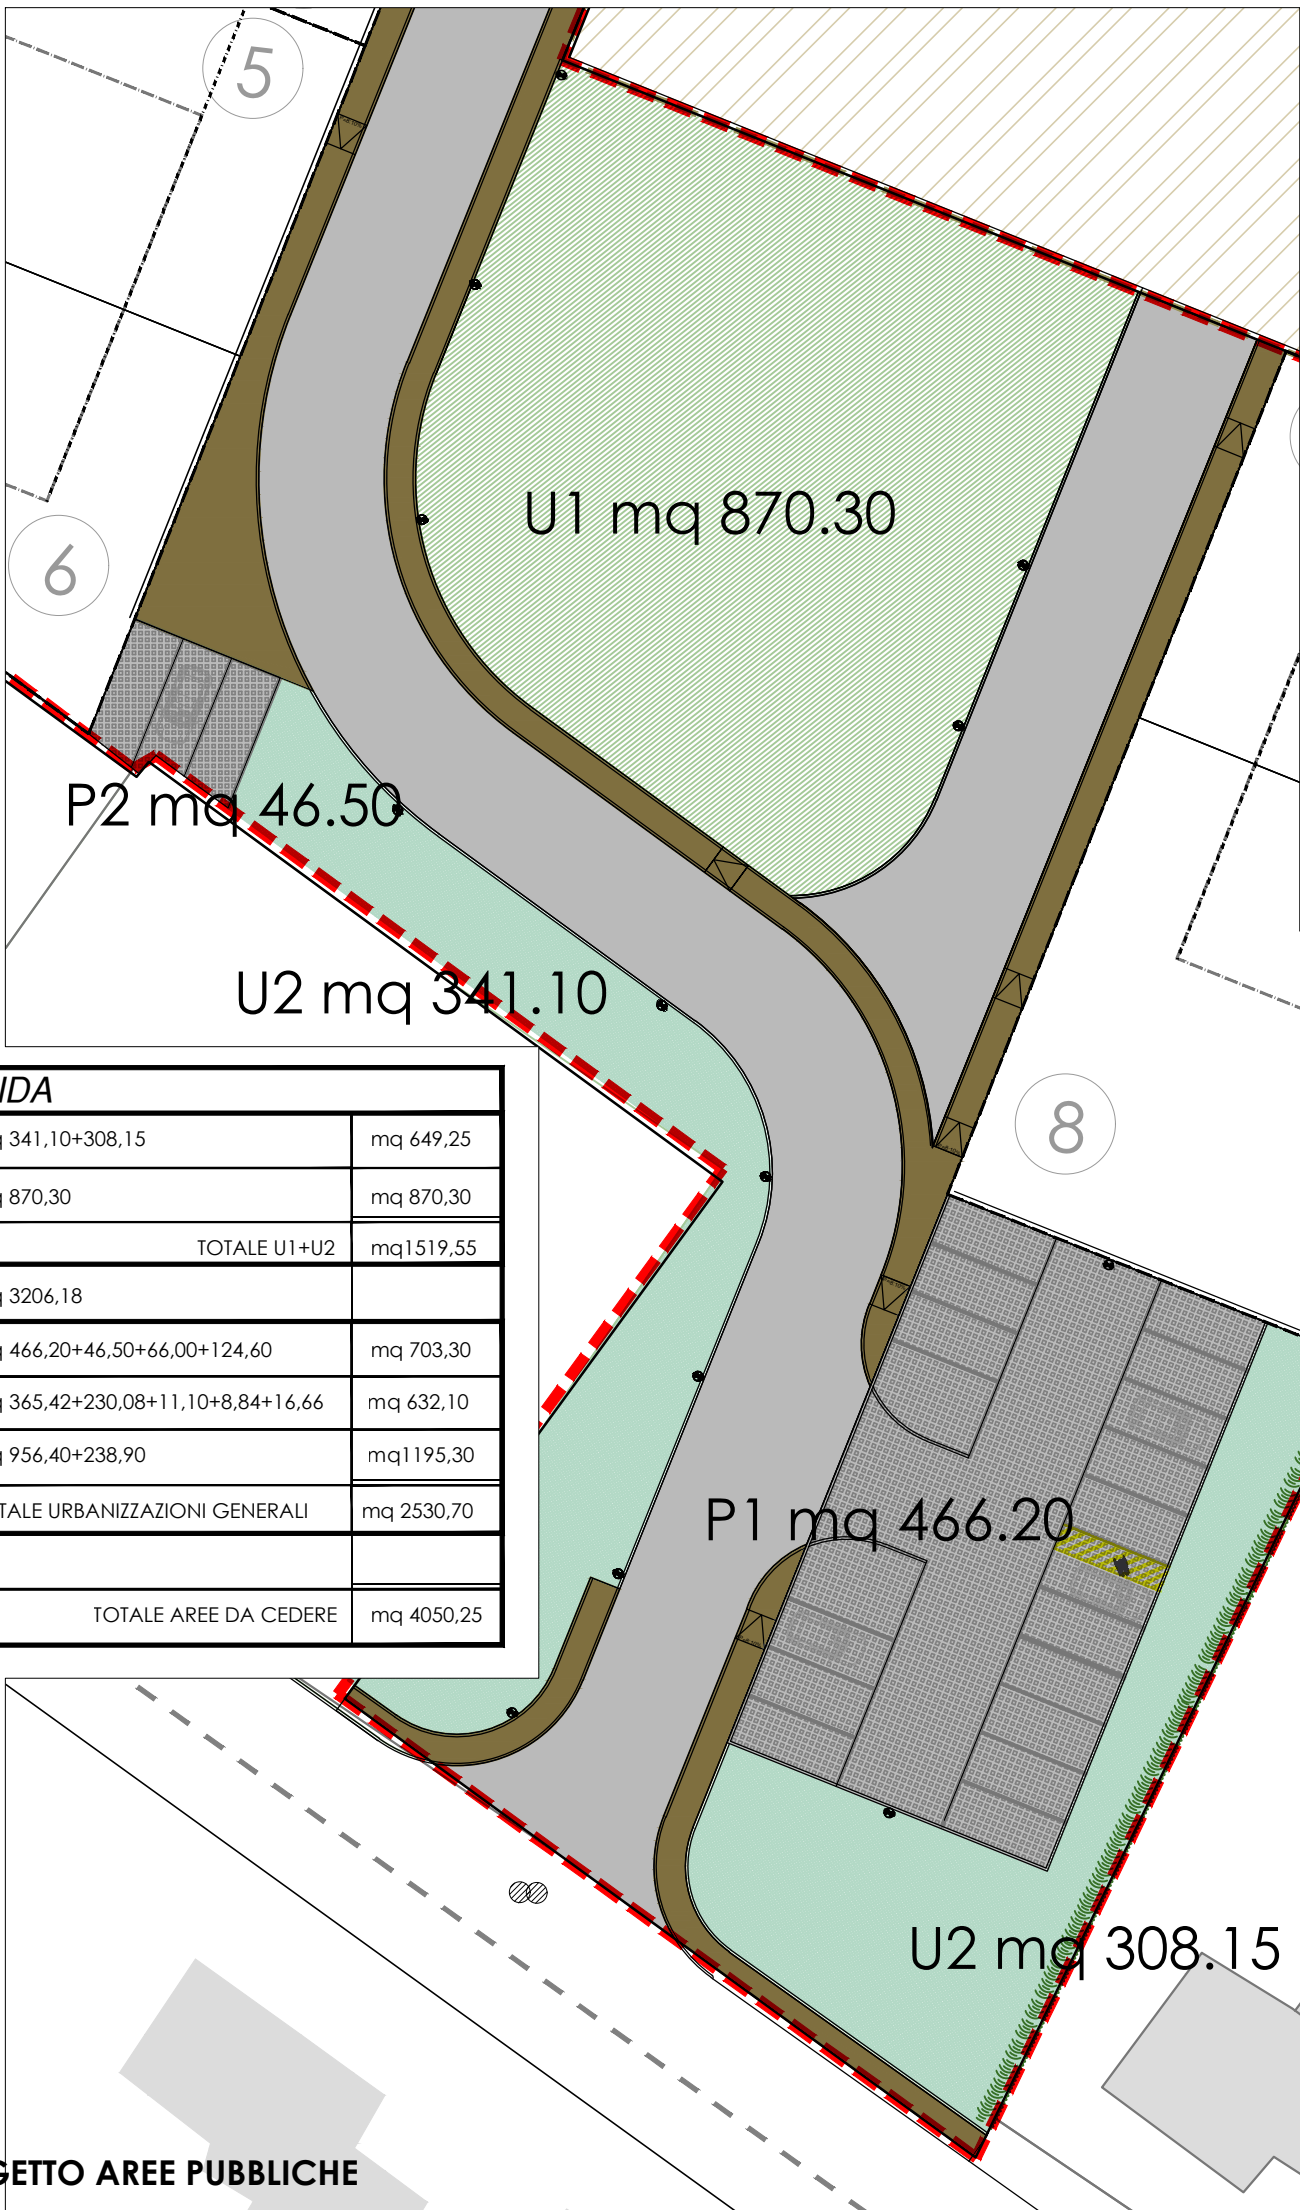 5
U1 mq 870.30
6
P2 mq 46.50
U2 mq 341.10
8
P1 mq 466.20
U2 mq 308.15
341,10+308,15 mq 649,25
870,30 mq 870,30
TOTALE U1+U2 mq1519,55
3206,18
466,20+46,50+66,00+124,60 mq 703,30
365,42+230,08+11,10+8,84+16,66 mq 632,10
956,40+238,90 mq1195,30
URBANIZZAZIONI GENERALI mq 2530,70
TOTALE AREE DA CEDERE mq 4050,25
AREE PUBBLICHE